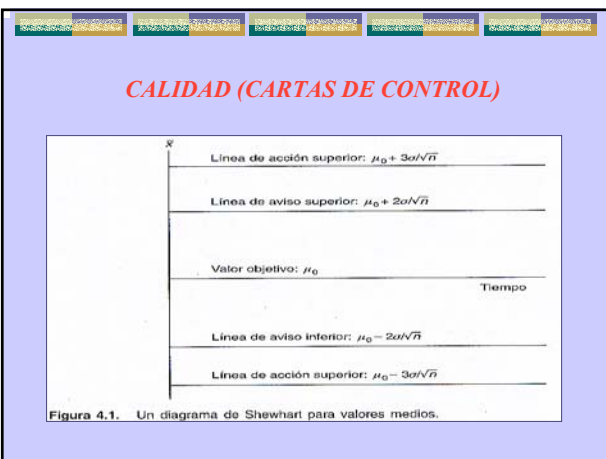 CALIDAD (CARTAS DE CONTROL)
x̄
Línea de acción superior: μ₀ + 3σ/√n
Línea de aviso superior: μ₀ + 2σ/√n
Valor objetivo: μ₀
Tiempo
Línea de aviso inferior: μ₀ − 2σ/√n
Línea de acción superior: μ₀ − 3σ/√n
Figura 4.1. Un diagrama de Shewhart para valores medios.